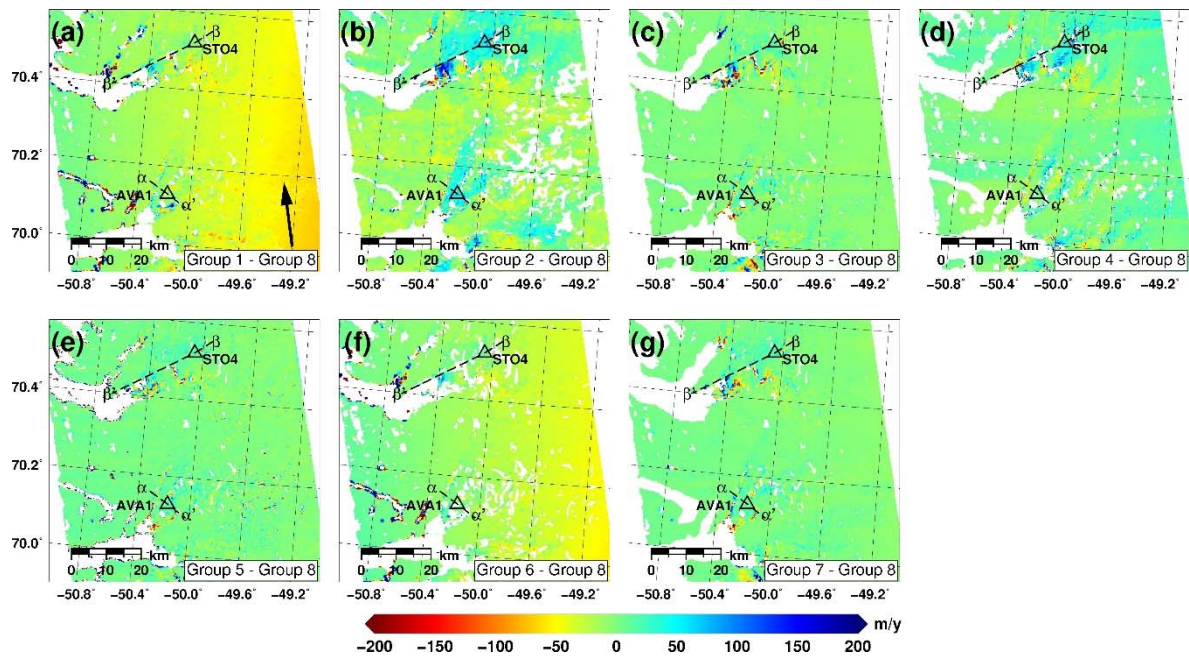 (a)
β
STO4
70.4°
β'
70.2°
α
AVA1
α'
70.0°
0 10 20 km
Group 1 - Group 8
−50.8 −50.4 −50.0 −49.6 −49.2
(b)
β
STO4
β'
α
AVA1
α'
0 10 20 km
Group 2 - Group 8
−50.8 −50.4 −50.0 −49.6 −49.2
(c)
β
STO4
β'
α
AVA1
α'
0 10 20 km
Group 3 - Group 8
−50.8 −50.4 −50.0 −49.6 −49.2
(d)
β
STO4
β'
α
AVA1
α'
0 10 20 km
Group 4 - Group 8
−50.8 −50.4 −50.0 −49.6 −49.2
(e)
β
STO4
70.4°
β'
70.2°
α
AVA1
α'
70.0°
0 10 20 km
Group 5 - Group 8
−50.8 −50.4 −50.0 −49.6 −49.2
(f)
β
STO4
β'
α
AVA1
α'
0 10 20 km
Group 6 - Group 8
−50.8 −50.4 −50.0 −49.6 −49.2
(g)
β
STO4
β'
α
AVA1
α'
0 10 20 km
Group 7 - Group 8
−50.8 −50.4 −50.0 −49.6 −49.2
m/y
−200 −150 −100 −50 0 50 100 150 200